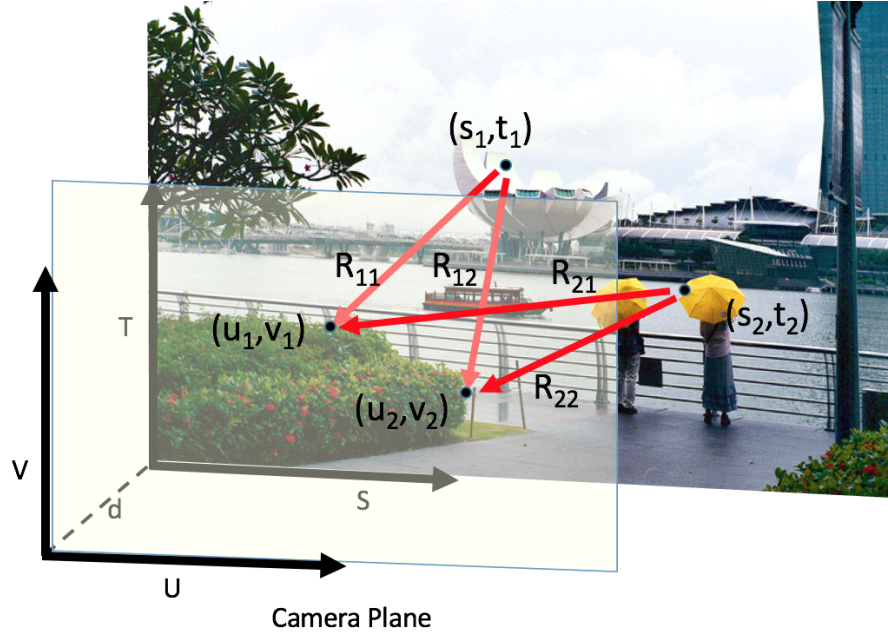 (s₁,t₁)
R₁₁
R₁₂
R₂₁
T
(u₁,v₁)
(s₂,t₂)
R₂₂
(u₂,v₂)
V
S
d
U
Camera Plane